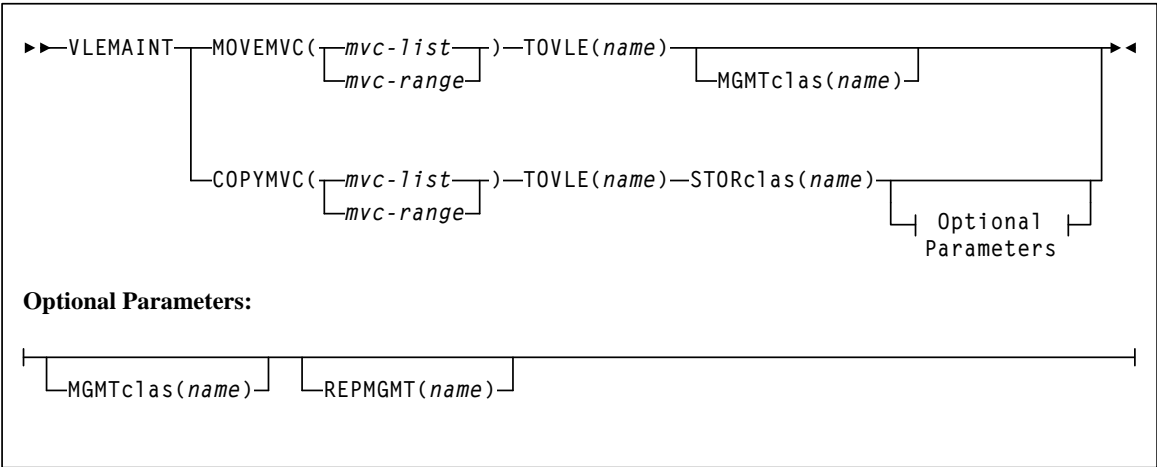 VLEMAINT MOVEMVC( mvc-list ) TOVLE(name)
mvc-range MGMTclas(name)
COPYMVC( mvc-list ) TOVLE(name) STORclas(name)
mvc-range Optional
Parameters
Optional Parameters:
MGMTclas(name) REPMGMT(name)